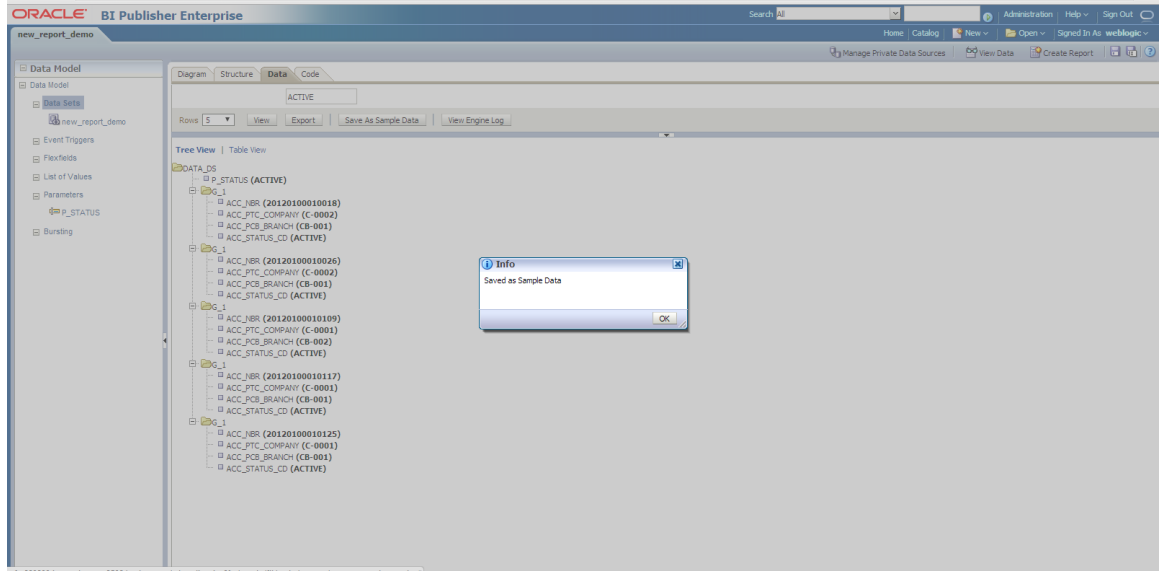 ORACLE BI Publisher Enterprise
Search All Administration Help Sign Out
new_report_demo
Home Catalog New Open Signed In As weblogic
Manage Private Data Sources View Data Create Report
Data Model
Data Model
Data Sets
new_report_demo
Event Triggers
Flexfields
List of Values
Parameters
P_STATUS
Bursting
Diagram Structure Data Code
ACTIVE
Rows 5 View Export Save As Sample Data View Engine Log
Tree View | Table View
DATA_DS
P_STATUS (ACTIVE)
G_1
ACC_NBR (20120100010018)
ACC_PTC_COMPANY (C-0002)
ACC_PCB_BRANCH (CB-001)
ACC_STATUS_CD (ACTIVE)
G_1
ACC_NBR (20120100010026)
ACC_PTC_COMPANY (C-0002)
ACC_PCB_BRANCH (CB-001)
ACC_STATUS_CD (ACTIVE)
G_1
ACC_NBR (20120100010109)
ACC_PTC_COMPANY (C-0001)
ACC_PCB_BRANCH (CB-002)
ACC_STATUS_CD (ACTIVE)
G_1
ACC_NBR (20120100010117)
ACC_PTC_COMPANY (C-0001)
ACC_PCB_BRANCH (CB-001)
ACC_STATUS_CD (ACTIVE)
G_1
ACC_NBR (20120100010125)
ACC_PTC_COMPANY (C-0001)
ACC_PCB_BRANCH (CB-001)
ACC_STATUS_CD (ACTIVE)
Info
Saved as Sample Data
OK